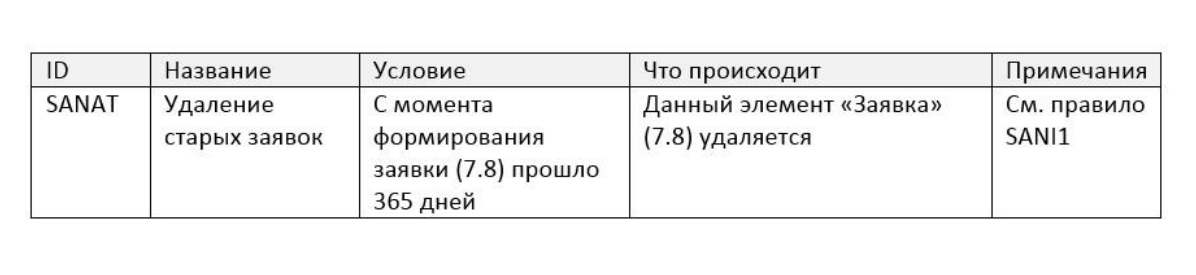 ID Название Условие Что происходит Примечания
SANAT Удаление С момента Данный элемент «Заявка» См. правило
старых заявок формирования (7.8) удаляется SANI1
заявки (7.8) прошло
365 дней